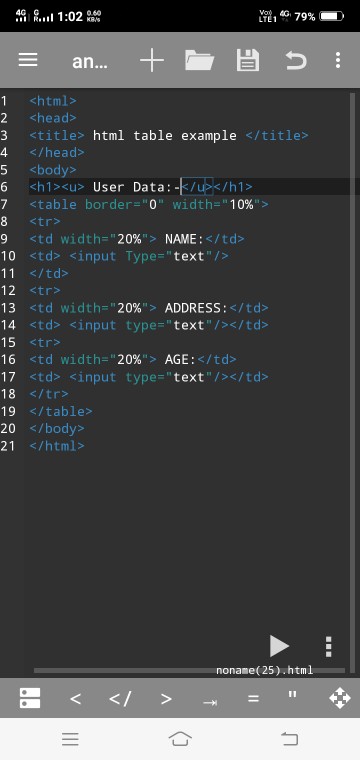 4G G 1:02 0.60 KB/s Vo)) LTE1 4G 79%
an...
1 <html>
2 <head>
3 <title> html table example </title>
4 </head>
5 <body>
6 <h1><u> User Data:-</u></h1>
7 <table border="0" width="10%">
8 <tr>
9 <td width="20%"> NAME:</td>
10 <td> <input Type="text"/>
11 </td>
12 <tr>
13 <td width="20%"> ADDRESS:</td>
14 <td> <input type="text"/></td>
15 <tr>
16 <td width="20%"> AGE:</td>
17 <td> <input type="text"/></td>
18 </tr>
19 </table>
20 </body>
21 </html>
noname(25).html
< </ > = "